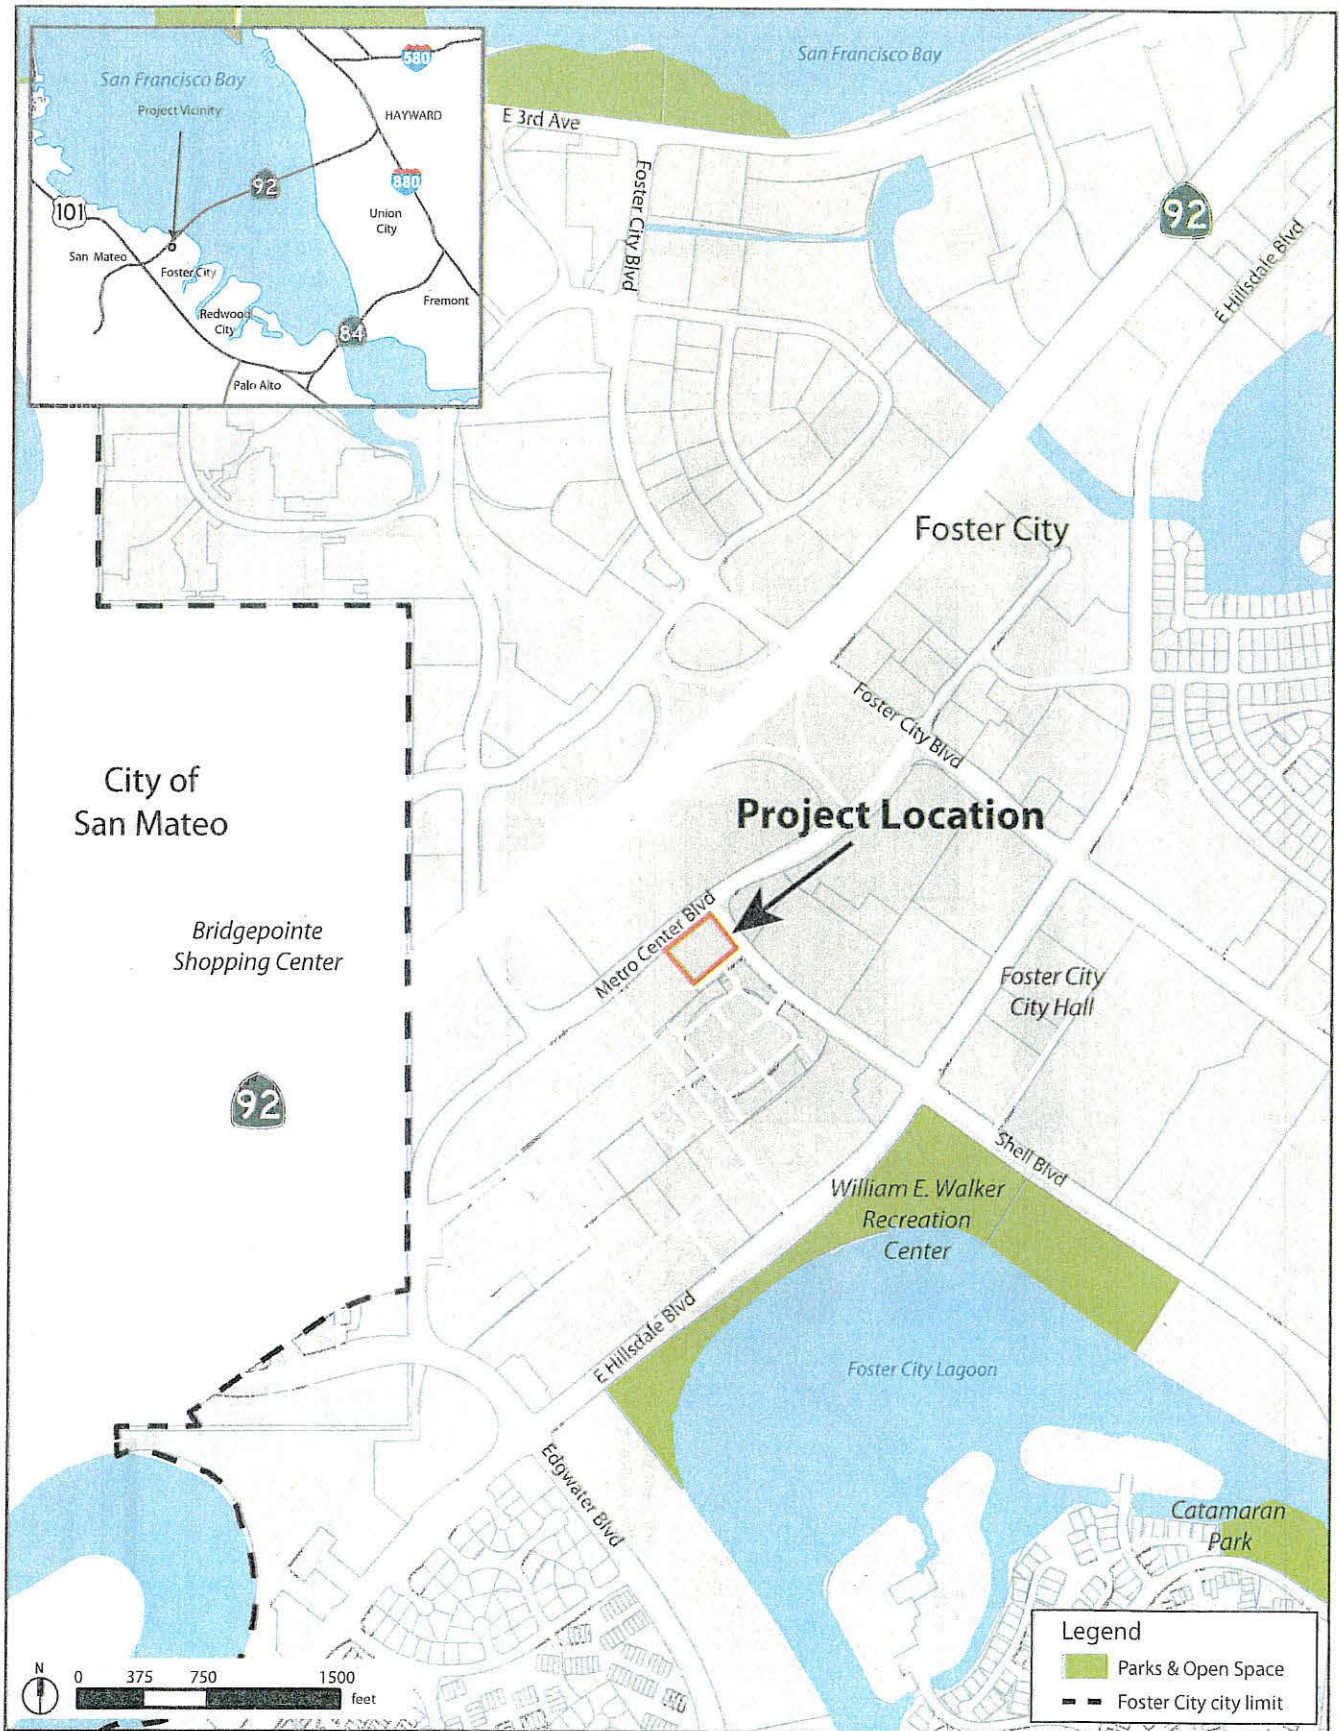 San Francisco Bay
Project Vicinity
580
HAYWARD
92
880
101
Union
City
San Mateo
Foster City
Redwood
City
Fremont
84
Palo Alto
San Francisco Bay
E 3rd Ave
Foster City Blvd
92
E Hillsdale Blvd
Foster City
Foster City Blvd
City of
San Mateo
Project Location
Bridgepointe
Shopping Center
Metro Center Blvd
Foster City
City Hall
92
Shell Blvd
William E. Walker
Recreation
Center
E Hillsdale Blvd
Foster City Lagoon
Edgwater Blvd
Catamaran
Park
Legend
Parks & Open Space
Foster City city limit
N
0 375 750 1500
feet